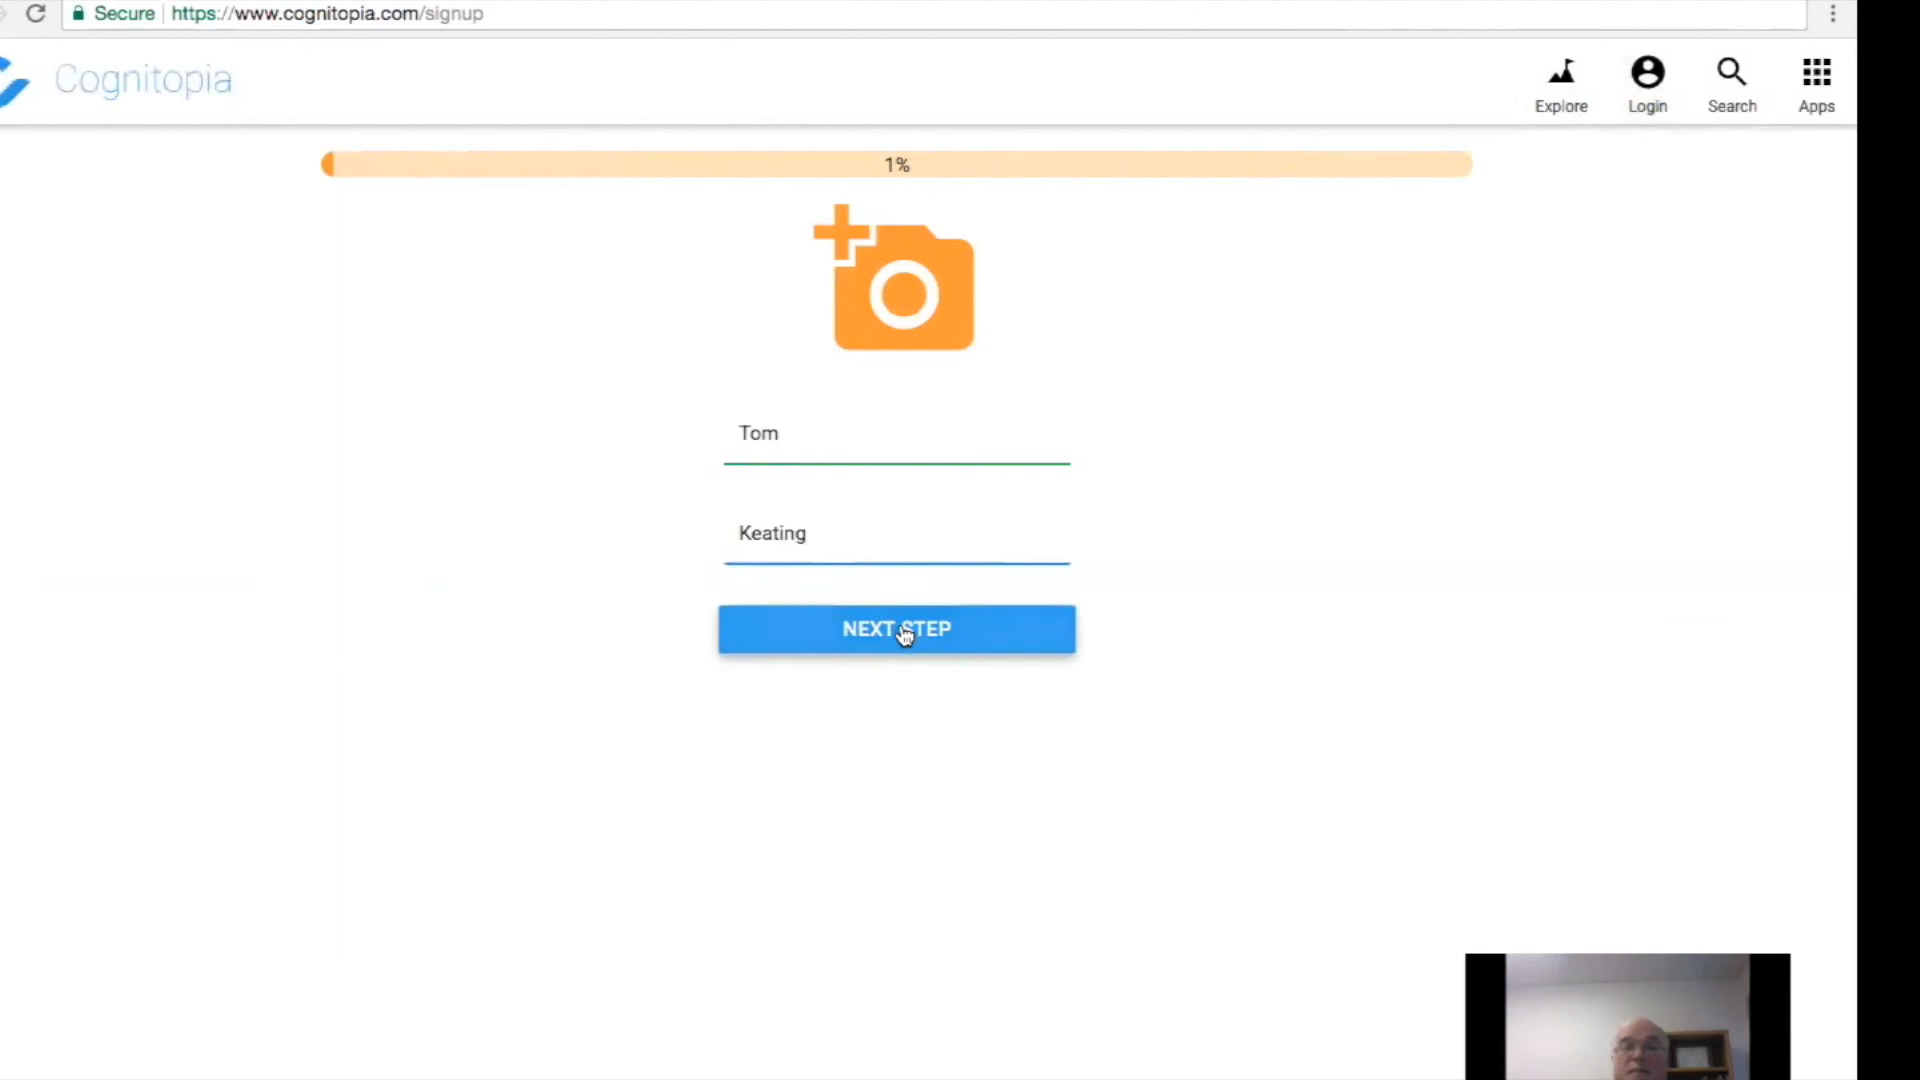 Secure https://www.cognitopia.com/signup
Cognitopia
Explore
Login
Search
Apps
1%
Tom
Keating
NEXT STEP